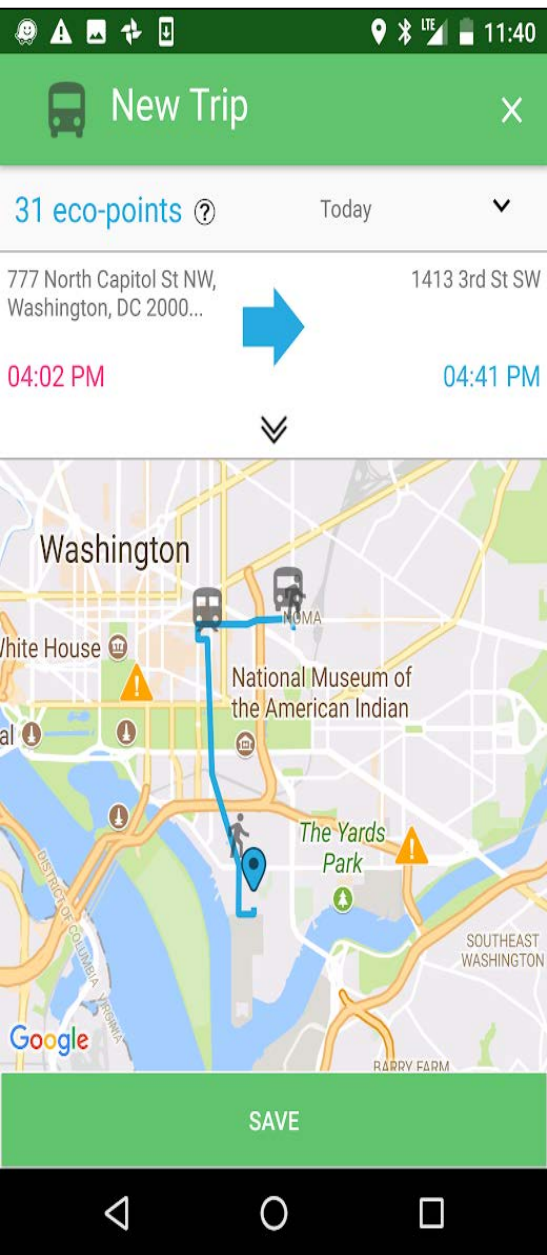 LTE 11:40
New Trip
31 eco-points ? Today
777 North Capitol St NW,
Washington, DC 2000...
1413 3rd St SW
04:02 PM
04:41 PM
Washington
NOMA
White House
National Museum of
the American Indian
al
The Yards
Park
DISTRICT OF COLUMBIA
VIRGINIA
SOUTHEAST
WASHINGTON
Google
BARRY FARM
SAVE